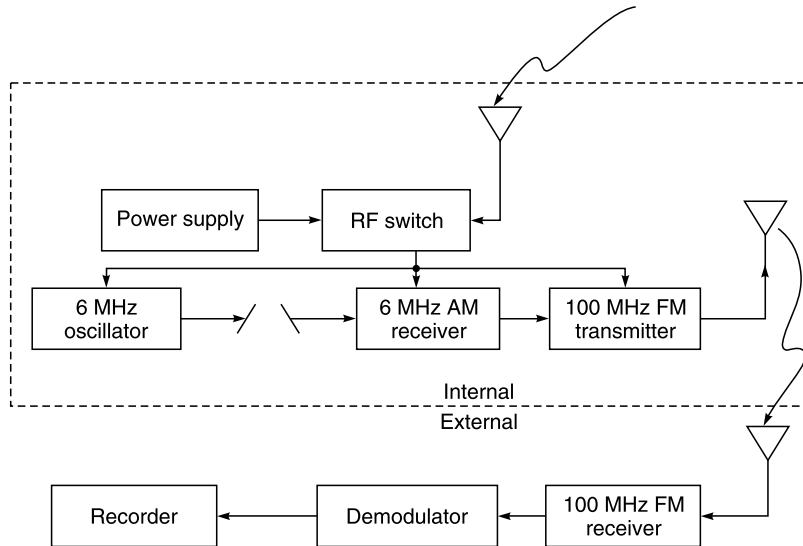 Power supply
RF switch
6 MHz
oscillator
6 MHz AM
receiver
100 MHz FM
transmitter
Internal
External
Recorder
Demodulator
100 MHz FM
receiver